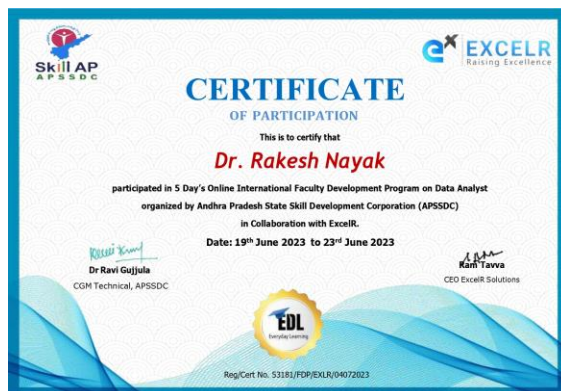 Skill AP
APSSDC
ex EXCELR
Raising Excellence
CERTIFICATE
OF PARTICIPATION
This is to certify that
Dr. Rakesh Nayak
participated in 5 Day's Online International Faculty Development Program on Data Analyst
organized by Andhra Pradesh State Skill Development Corporation (APSSDC)
in Collaboration with ExcelR.
Date: 19th June 2023 to 23rd June 2023
Dr Ravi Gujjula
CGM Technical, APSSDC
Ram Tavva
CEO ExcelR Solutions
EDL
Everyday Learning
Reg/Cert No. 53181/FDP/EXLR/04072023